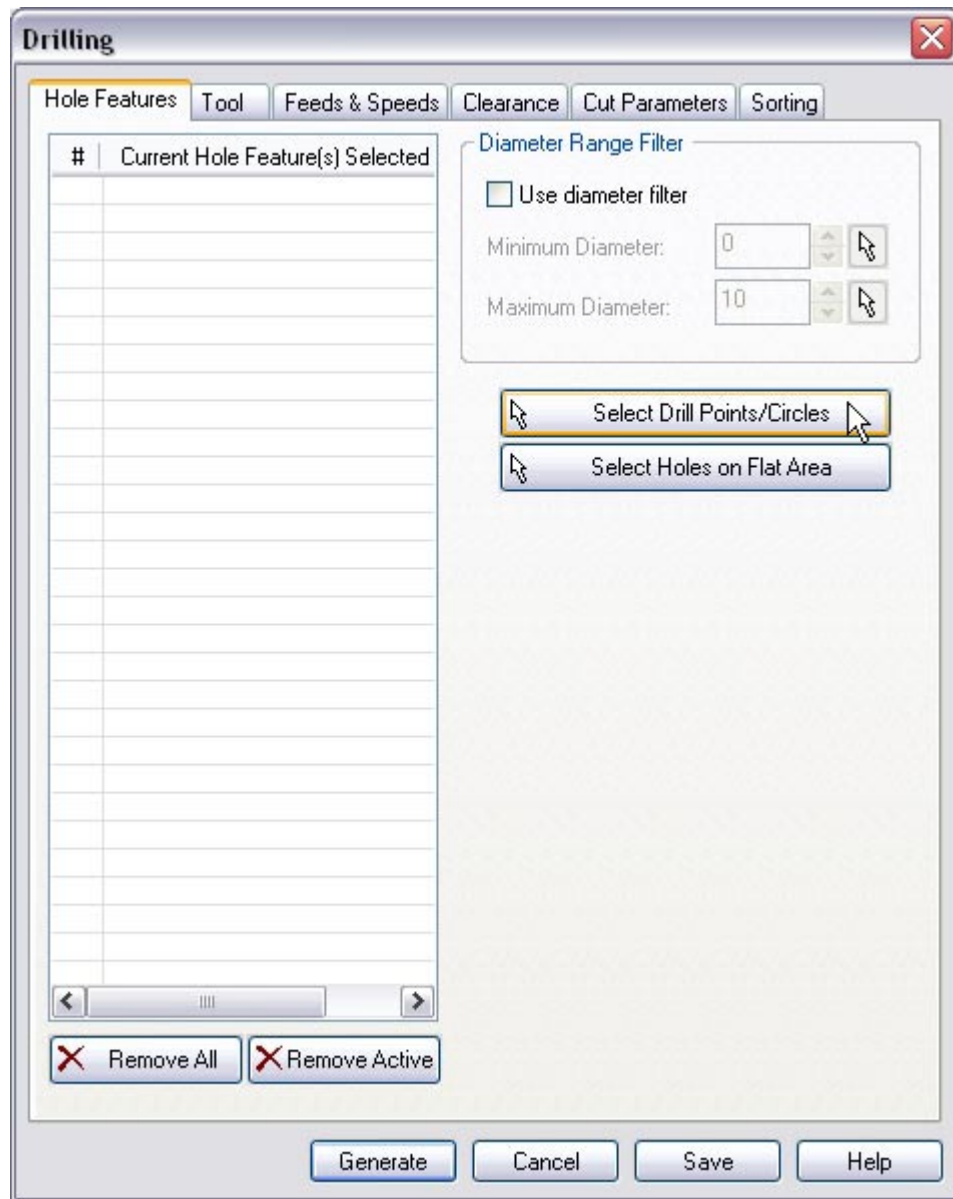 Drilling
Hole Features Tool Feeds & Speeds Clearance Cut Parameters Sorting
# Current Hole Feature(s) Selected
Diameter Range Filter
Use diameter filter
Minimum Diameter: 0
Maximum Diameter: 10
Select Drill Points/Circles
Select Holes on Flat Area
Remove All Remove Active
Generate Cancel Save Help